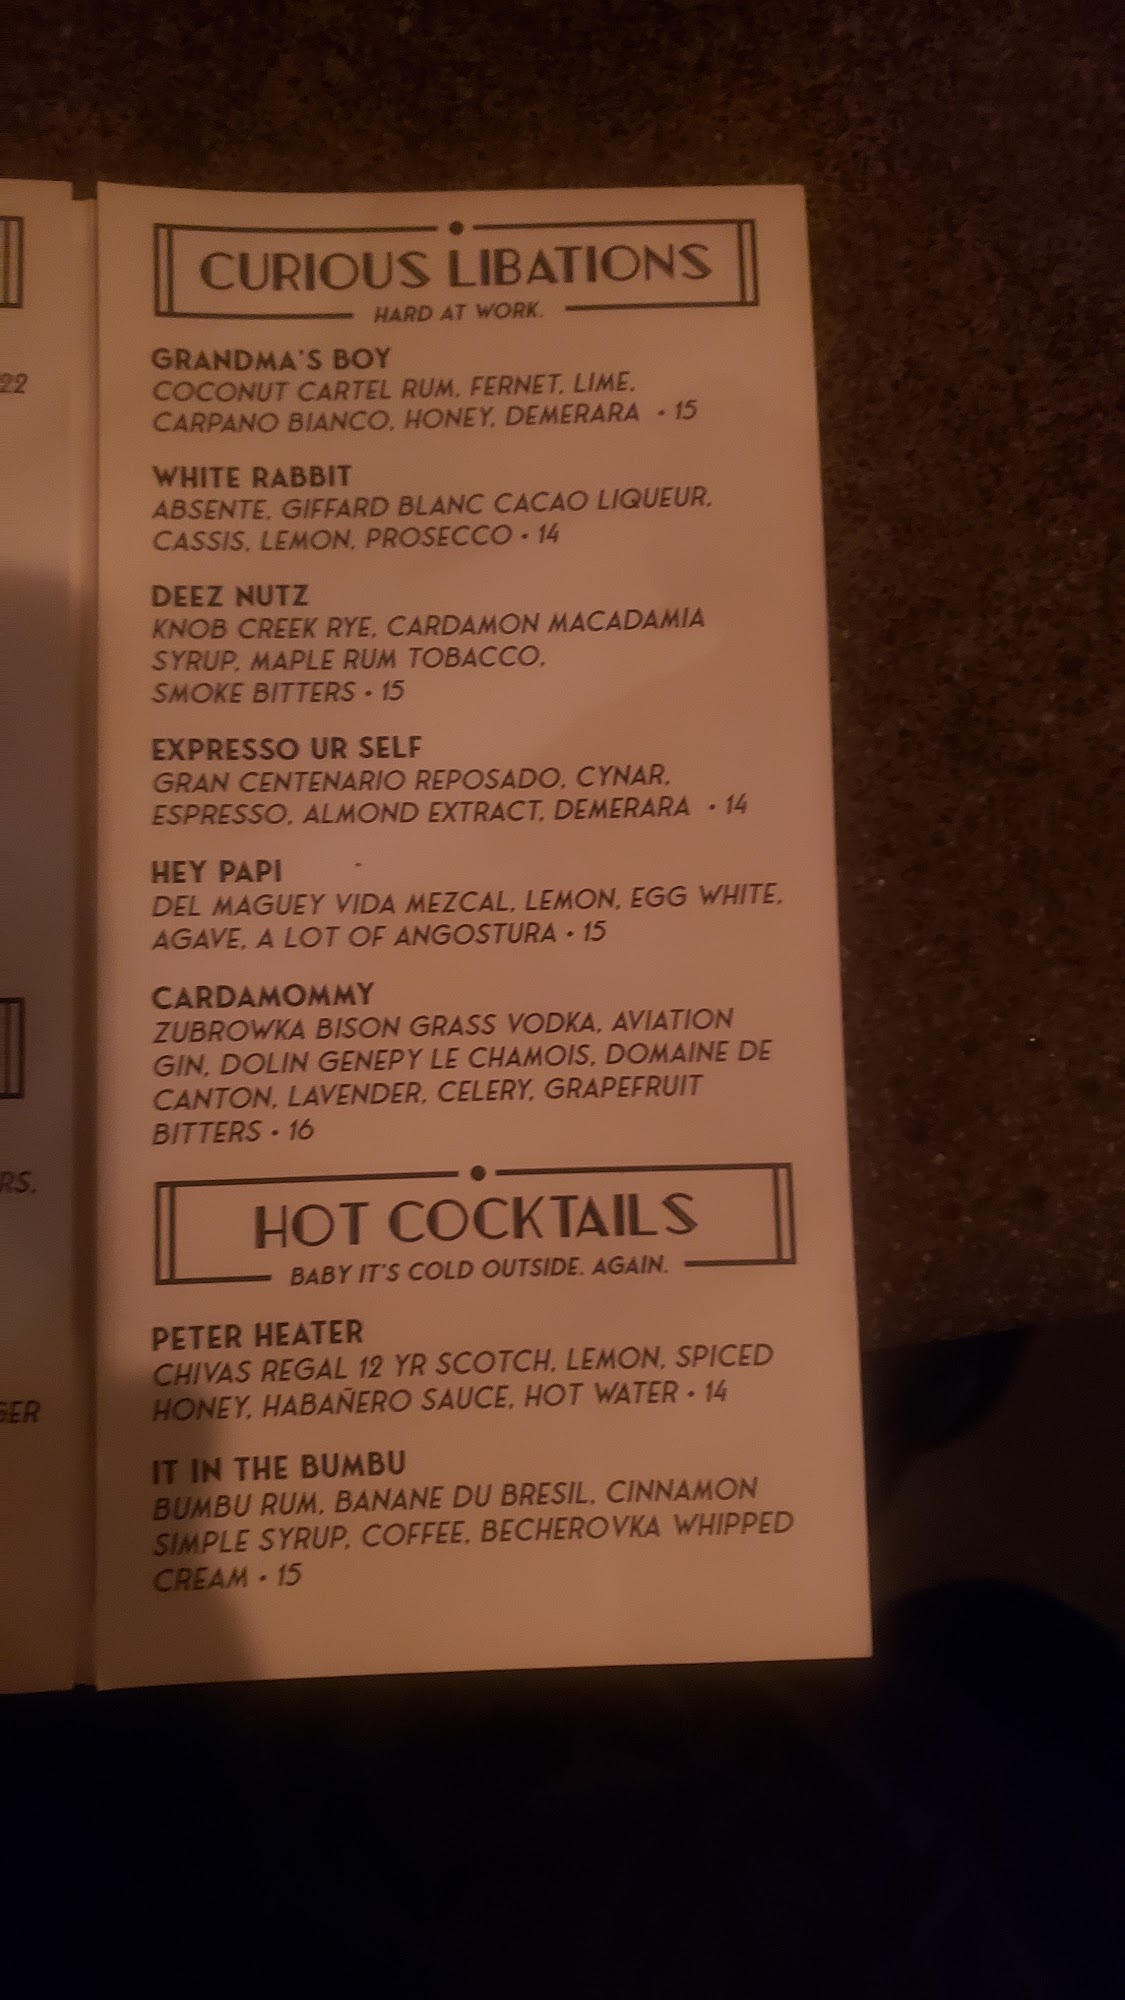 22
RS,
GER
CURIOUS LIBATIONS
HARD AT WORK.
GRANDMA'S BOY
COCONUT CARTEL RUM, FERNET, LIME,
CARPANO BIANCO, HONEY, DEMERARA • 15
WHITE RABBIT
ABSENTE, GIFFARD BLANC CACAO LIQUEUR,
CASSIS, LEMON, PROSECCO • 14
DEEZ NUTZ
KNOB CREEK RYE, CARDAMON MACADAMIA
SYRUP, MAPLE RUM TOBACCO,
SMOKE BITTERS • 15
EXPRESSO UR SELF
GRAN CENTENARIO REPOSADO, CYNAR,
ESPRESSO, ALMOND EXTRACT, DEMERARA • 14
HEY PAPI
DEL MAGUEY VIDA MEZCAL, LEMON, EGG WHITE,
AGAVE, A LOT OF ANGOSTURA • 15
CARDAMOMMY
ZUBROWKA BISON GRASS VODKA, AVIATION
GIN, DOLIN GENEPY LE CHAMOIS, DOMAINE DE
CANTON, LAVENDER, CELERY, GRAPEFRUIT
BITTERS • 16
HOT COCKTAILS
BABY IT'S COLD OUTSIDE. AGAIN.
PETER HEATER
CHIVAS REGAL 12 YR SCOTCH, LEMON, SPICED
HONEY, HABAÑERO SAUCE, HOT WATER • 14
IT IN THE BUMBU
BUMBU RUM, BANANE DU BRESIL, CINNAMON
SIMPLE SYRUP, COFFEE, BECHEROVKA WHIPPED
CREAM • 15